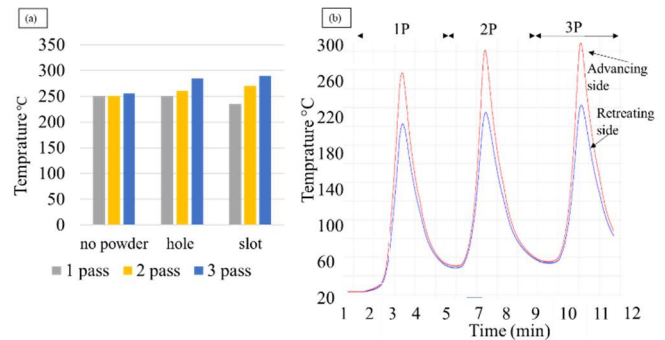 (a)
Temprature °C
350
300
250
200
150
100
50
0
no powder hole slot
1 pass 2 pass 3 pass
(b)
1P 2P 3P
Temprature °C
300
260
220
180
140
100
60
20
Advancing
side
Retreating
side
1 2 3 4 5 6 7 8 9 10 11 12
Time (min)